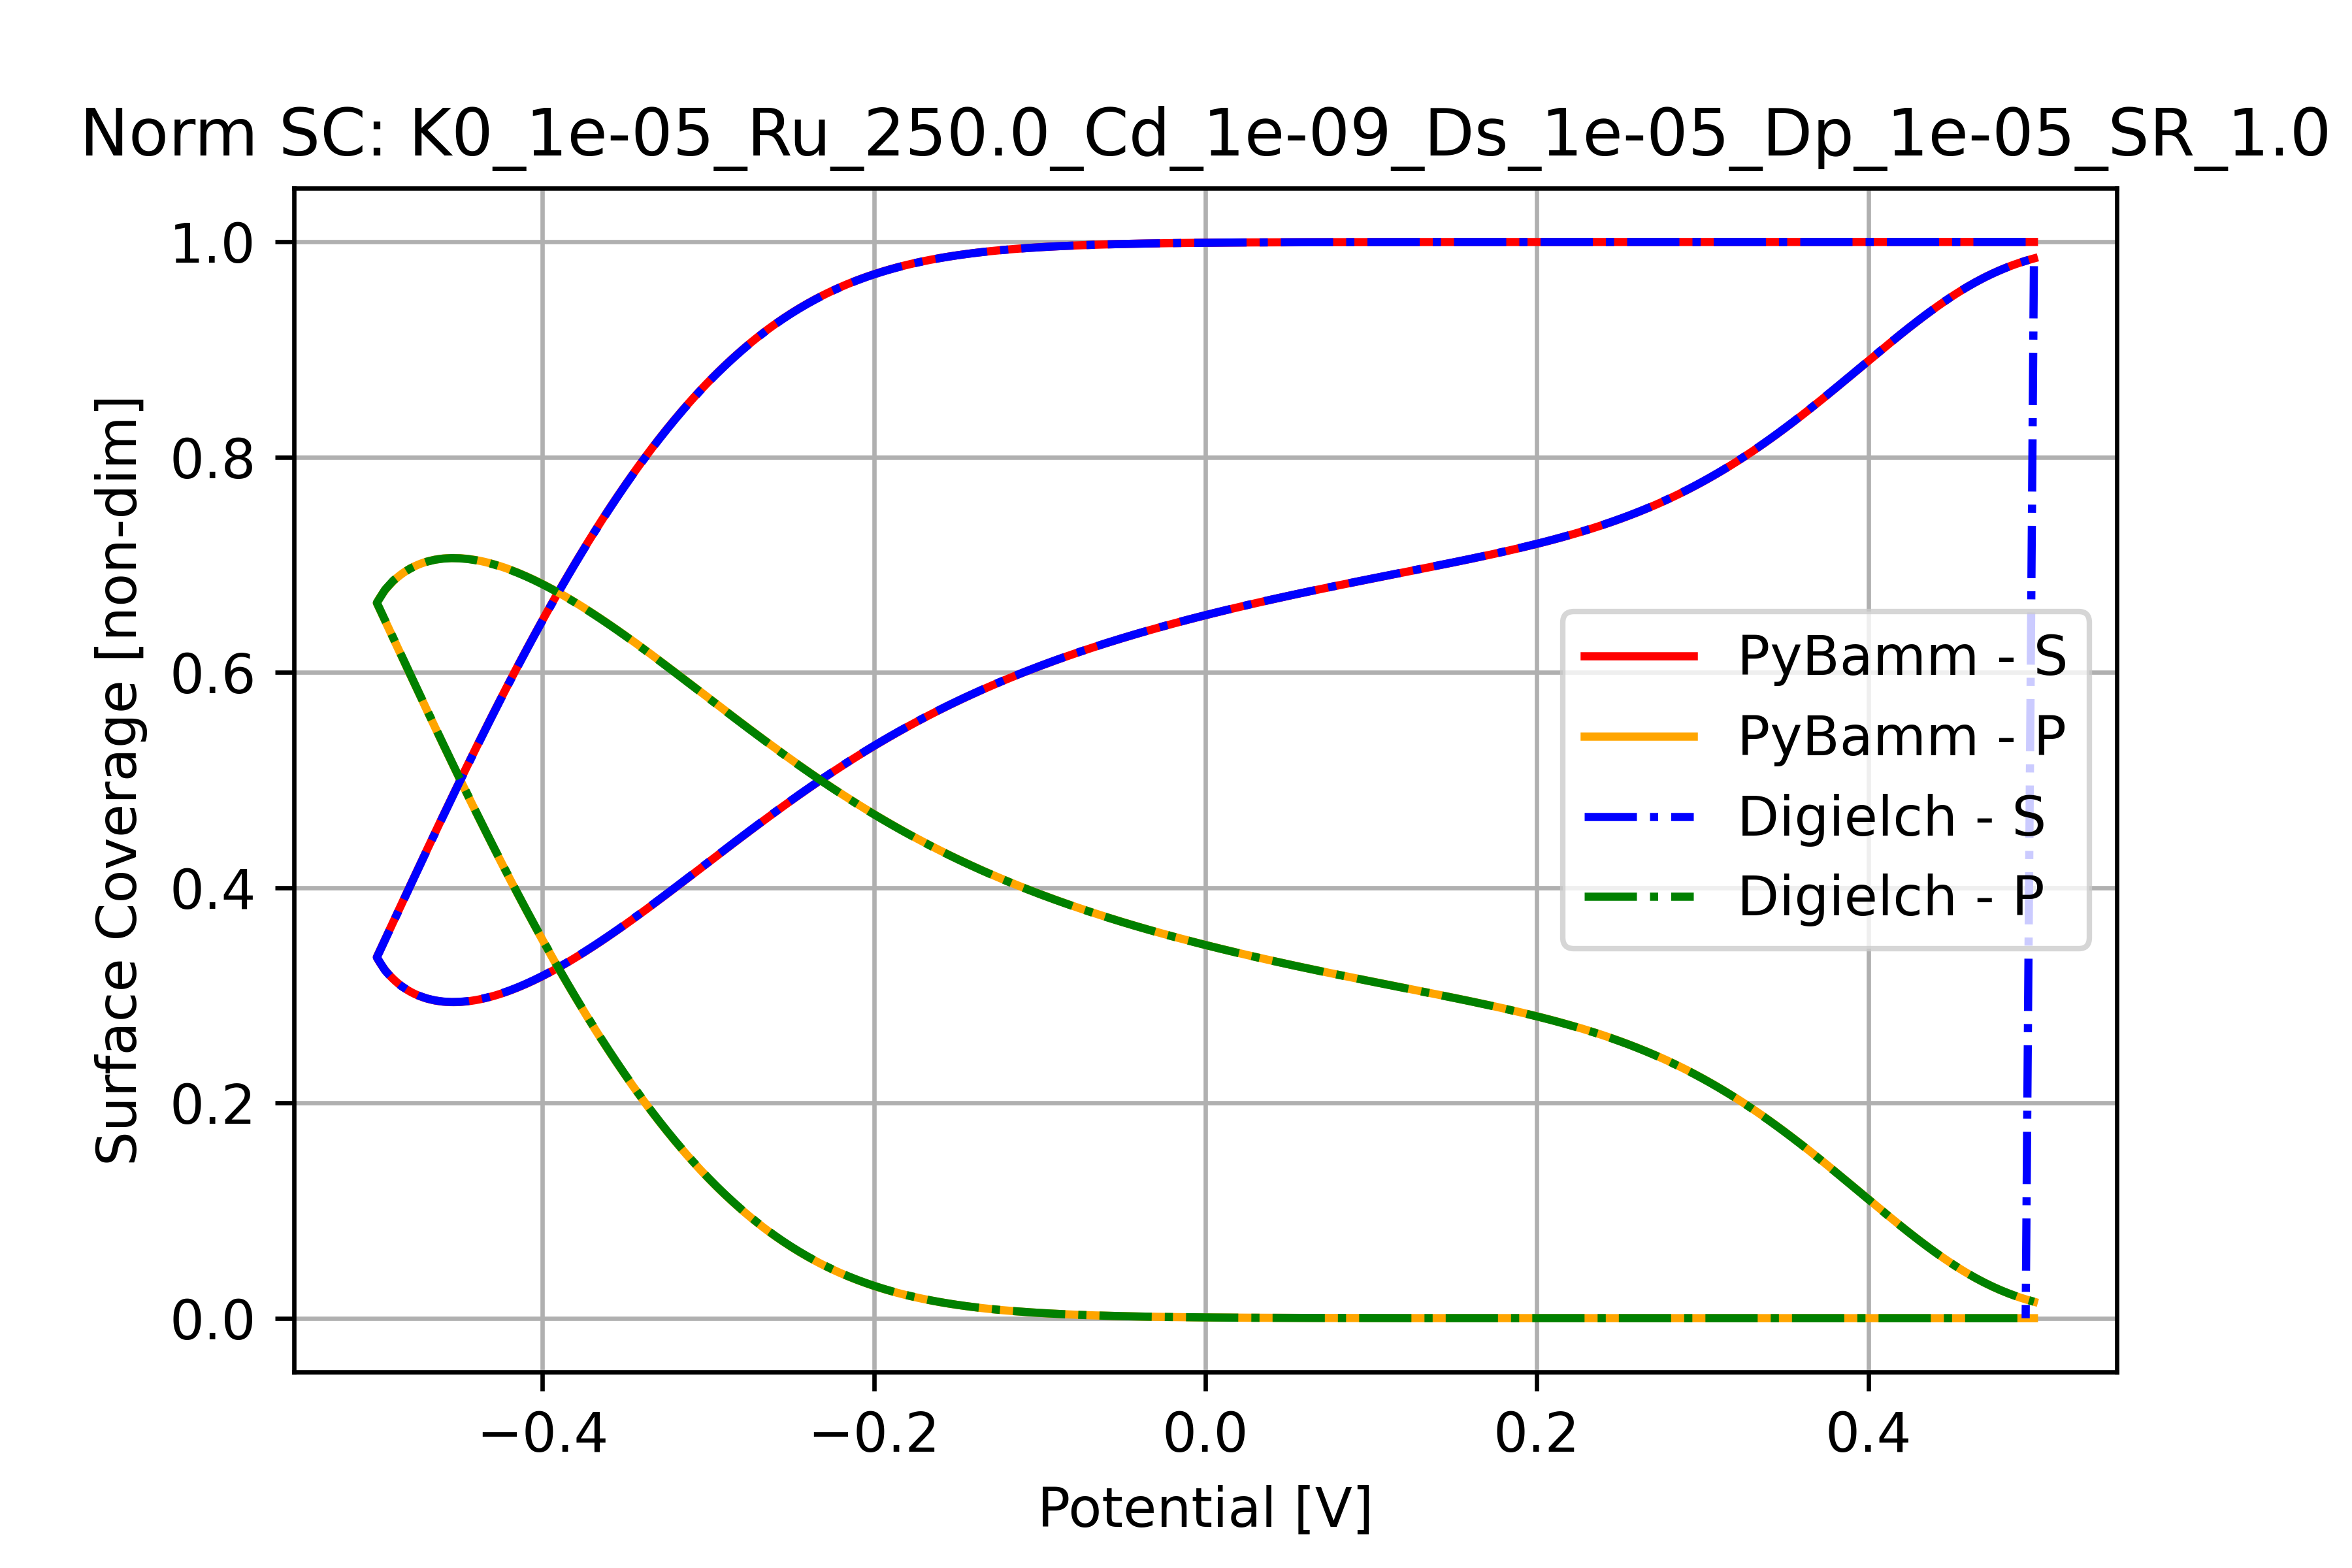 Norm SC: K0_1e-05_Ru_250.0_Cd_1e-09_Ds_1e-05_Dp_1e-05_SR_1.0
Surface Coverage [non-dim]
1.0
0.8
0.6
0.4
0.2
0.0
PyBamm - S
PyBamm - P
Digielch - S
Digielch - P
−0.4 −0.2 0.0 0.2 0.4
Potential [V]